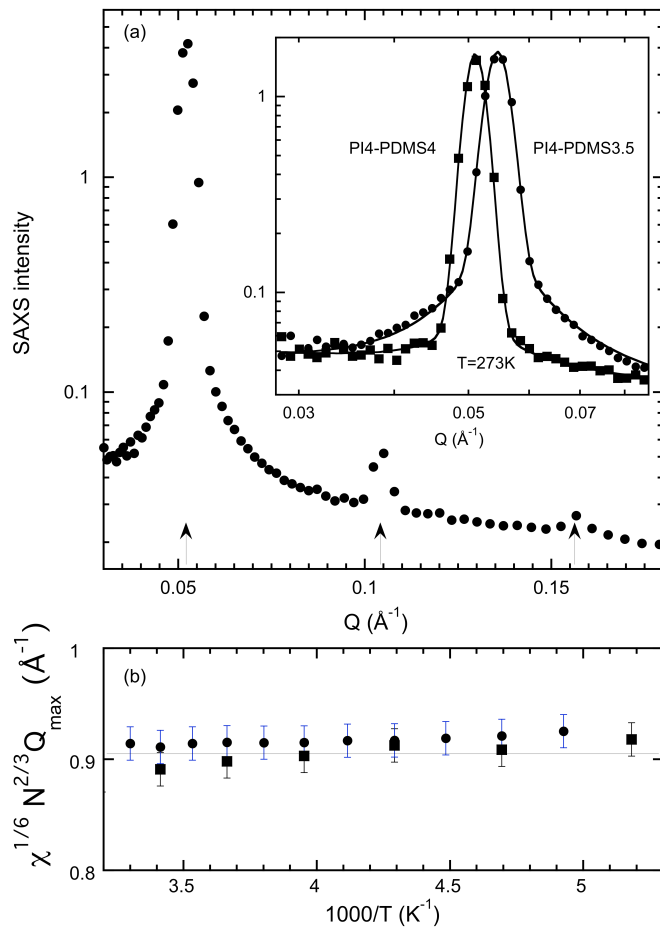 (a)
SAXS intensity
1
0.1
0.05
0.1
0.15
Q (Å⁻¹)
1
0.1
PI4-PDMS4
PI4-PDMS3.5
T=273K
0.03
0.05
0.07
Q (Å⁻¹)
(b)
χ^1/6 N^2/3 Q_max (Å⁻¹)
1
0.9
0.8
3.5
4
4.5
5
1000/T (K⁻¹)